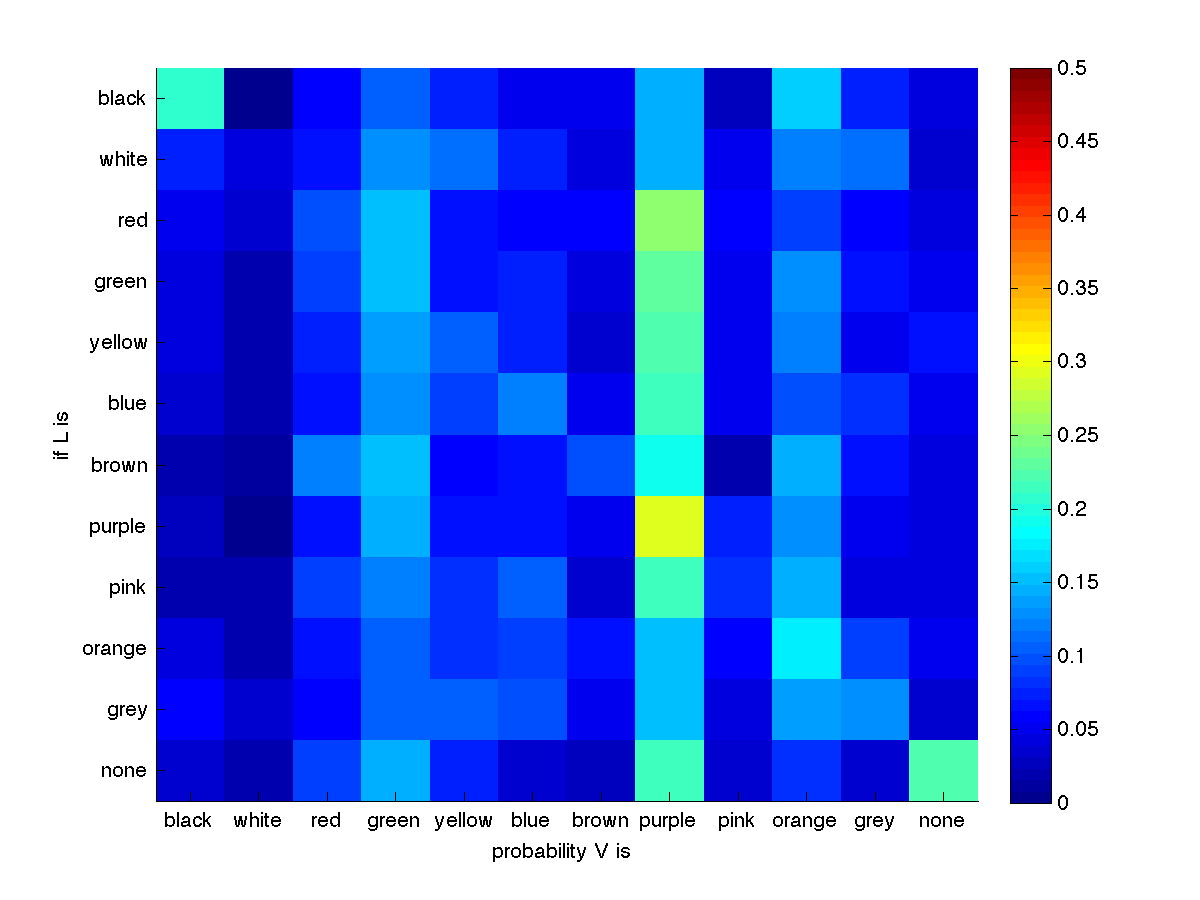 black
white
red
green
yellow
blue
brown
purple
pink
orange
grey
none
if L is
black white red green yellow blue brown purple pink orange grey none
probability V is
0.5
0.45
0.4
0.35
0.3
0.25
0.2
0.15
0.1
0.05
0